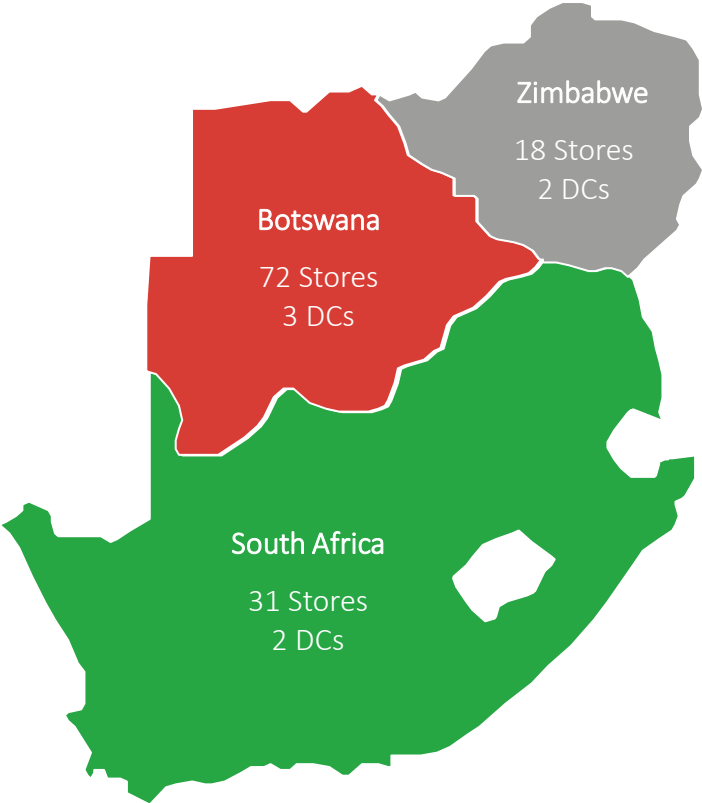 Zimbabwe
18 Stores
2 DCs
Botswana
72 Stores
3 DCs
South Africa
31 Stores
2 DCs